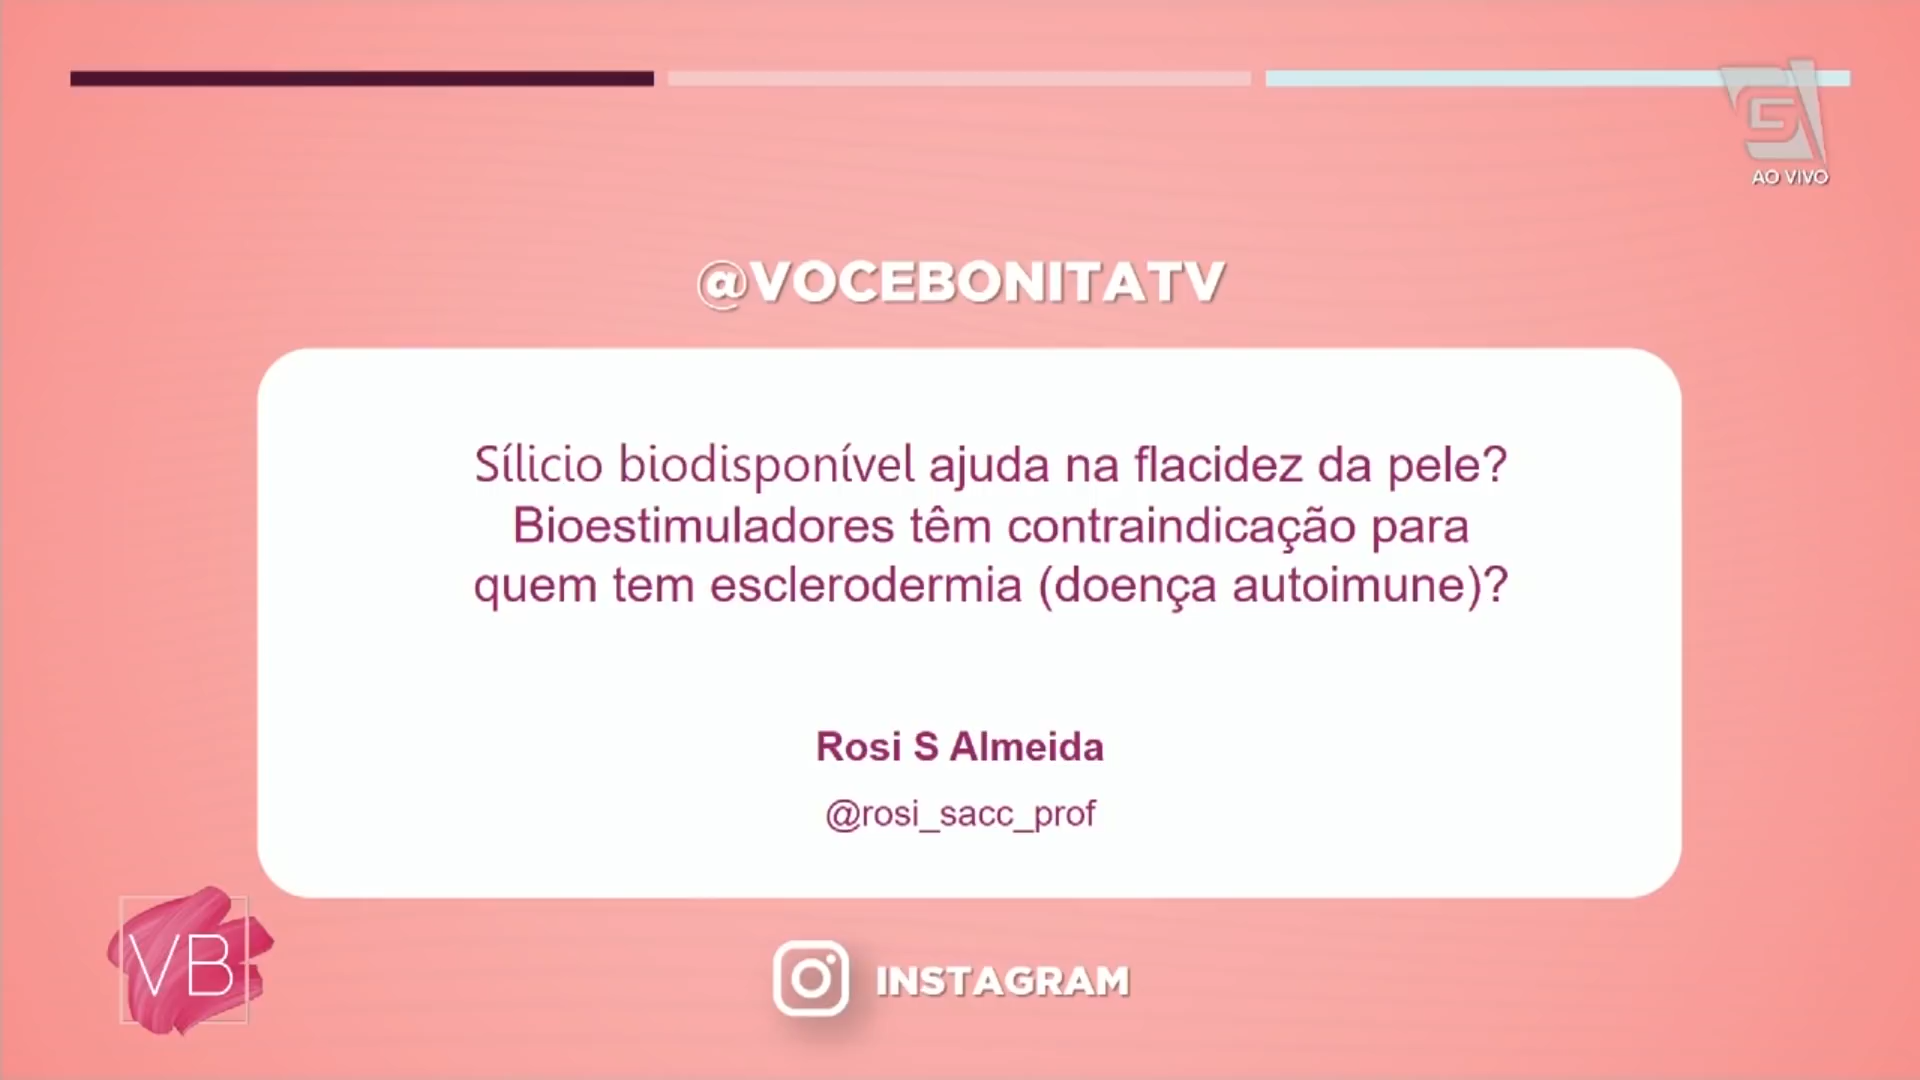 AO VIVO
@VOCEBONITATV
Sílicio biodisponível ajuda na flacidez da pele?
Bioestimuladores têm contraindicação para
quem tem esclerodermia (doença autoimune)?
Rosi S Almeida
@rosi_sacc_prof
VB
INSTAGRAM